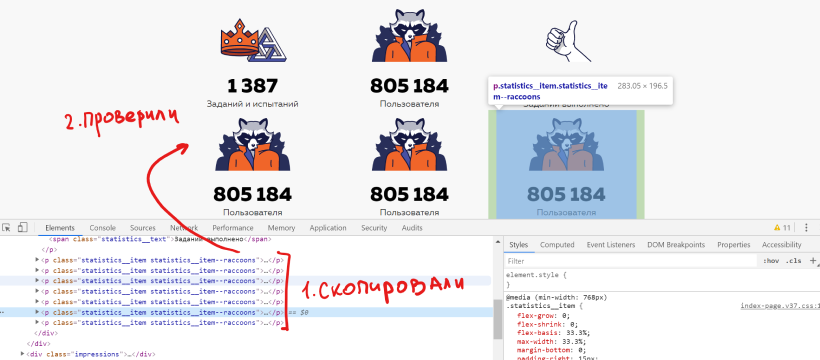 1 387
Заданий и испытаний
805 184
Пользователя
p.statistics__item.statistics__ite
m--raccoons
283.05 × 196.5
Заданий выполнено
2. Проверили
805 184
Пользователя
805 184
Пользователя
805 184
Пользователя
Elements Console Sources Network Performance Memory Application Security Audits
11
<span class="statistics__text">Заданий выполнено</span>
</p>
<p class="statistics__item statistics__item--raccoons">…</p>
<p class="statistics__item statistics__item--raccoons">…</p>
<p class="statistics__item statistics__item--raccoons">…</p>
<p class="statistics__item statistics__item--raccoons">…</p>
<p class="statistics__item statistics__item--raccoons">…</p>
<p class="statistics__item statistics__item--raccoons">…</p> == $0
<p class="statistics__item statistics__item--raccoons">…</p>
</div>
</div>
<div class="impressions">…</div>
1. Скопировали
Styles Computed Event Listeners DOM Breakpoints Properties Accessibility
Filter
:hov .cls +
element.style {
}
@media (min-width: 768px)
.statistics__item {
index-page.v37.css:1
flex-grow: 0;
flex-shrink: 0;
flex-basis: 33.3%;
max-width: 33.3%;
margin-bottom: 0;
padding-right: 15px;